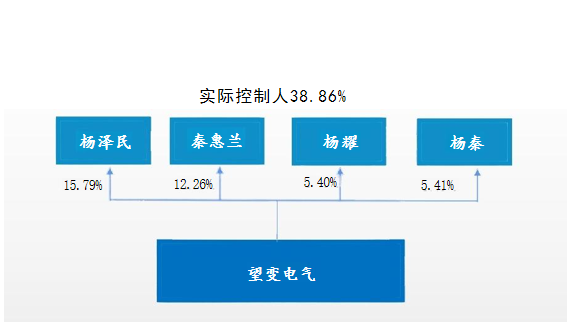 实际控制人38.86%
杨泽民 秦惠兰 杨耀 杨秦
15.79% 12.26% 5.40% 5.41%
望变电气